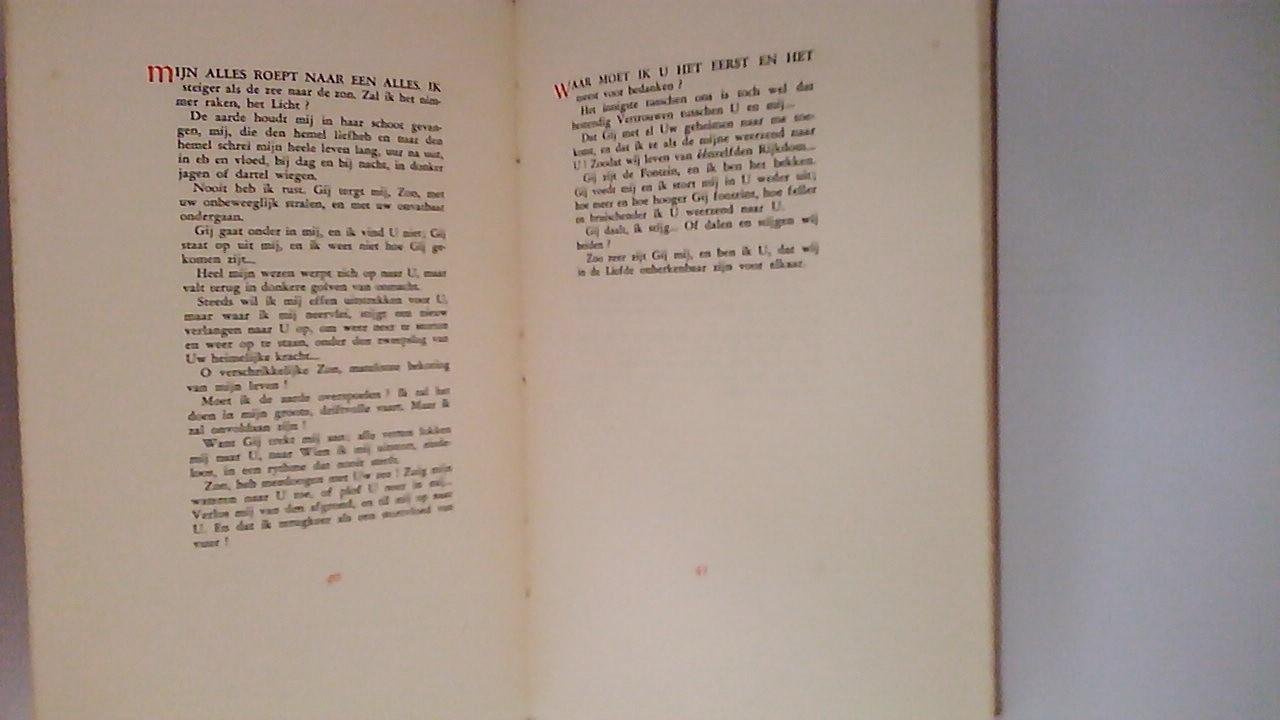 MIJN ALLES ROEPT NAAR EEN ALLES. IK
steiger als de zee naar de zon. Zal ik het nim-
mer raken, het Licht ?
De aarde houdt mij in haar schoot gevan-
gen, mij, die den hemel liefheb en naar den
hemel schrei mijn heele leven lang, uur na uur,
in eb en vloed, bij dag en bij nacht, in donker
jagen of dartel wiegen.
Nooit heb ik rust. Gij tergt mij, Zon, met
uw onbeweeglijk stralen, en met uw onvatbaar
ondergaan.
Gij gaat onder in mij, en ik vind U niet; Gij
staat op uit mij, en ik weet niet hoe Gij ge-
komen zijt...
Heel mijn wezen werpt zich op naar U, maar
valt terug in donkere golven van onmacht.
Steeds wil ik mij effen uitstrekken voor U,
maar waar ik mij neervlei, stijgt een nieuw
verlangen naar U op, om weer neer te storten
en weer op te staan, onder den zweepslag van
Uw heimelijke kracht...
O verschrikkelijke Zon, matelooze bekoring
van mijn leven !
Moet ik de aarde overspoelen ? Ik zal het
doen in mijn groote, driftvolle vaart. Maar ik
zal onvoldaan zijn !
Want Gij trekt mij aan; alle verten lokken
mij naar U, naar Wien ik mij uitstort, einde-
loos, in een rythme dat nooit sterft.
Zon, heb meedoogen met Uw zee ! Zuig mijn
wateren naar U toe, of plof U neer in mij...
Verlos mij van den afgrond, en til mij op naar
U. En dat ik terugkeer als een stortvloed van
vuur !
40
WAAR MOET IK U HET EERST EN HET
meest voor bedanken ?
Het innigste tusschen ons is toch wel dat
bestendig Vertrouwen tusschen U en mij...
Dat Gij met al Uw geheimen naar me toe-
komt, en dat ik ze als de mijne weerzend naar
U ! Zoodat wij leven van éénzelfden Rijkdom...
Gij zijt de Fontein, en ik ben het bekken.
Gij voedt mij en ik stort mij in U weder uit;
hoe meer en hoe hooger Gij fonteint, hoe feller
en bruischender ik U weerzend naar U.
Gij daalt, ik stijg... Of dalen en stijgen wij
beiden ?
Zoo zeer zijt Gij mij, en ben ik U, dat wij
in de Liefde onherkenbaar zijn voor elkaar.
41